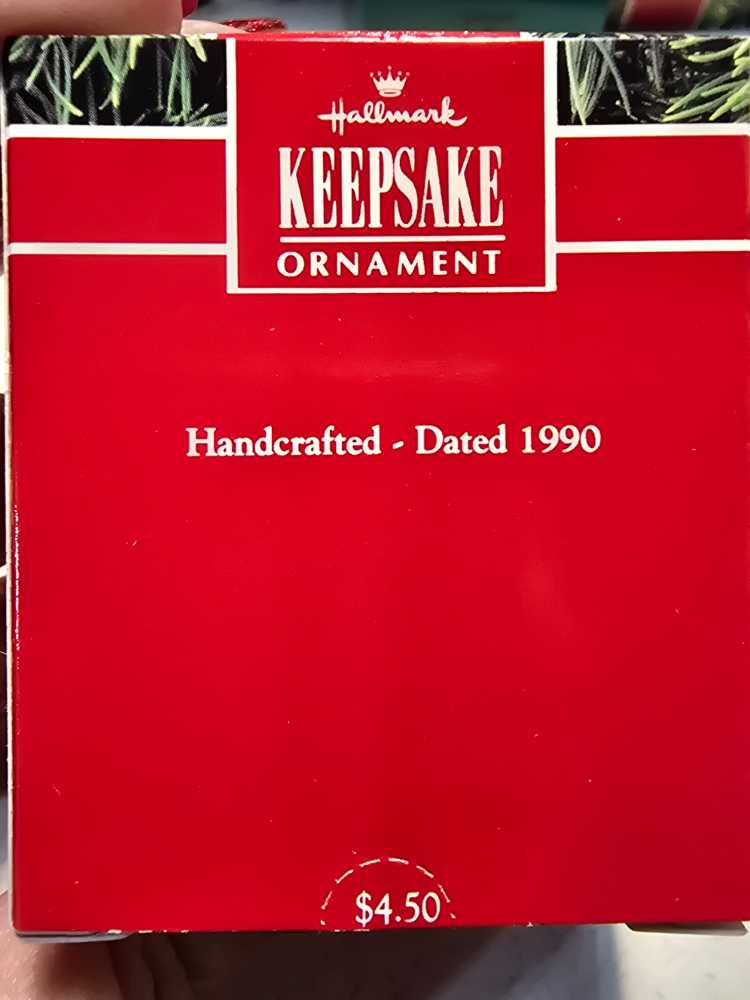 Hallmark
KEEPSAKE
ORNAMENT
Handcrafted - Dated 1990
$4.50